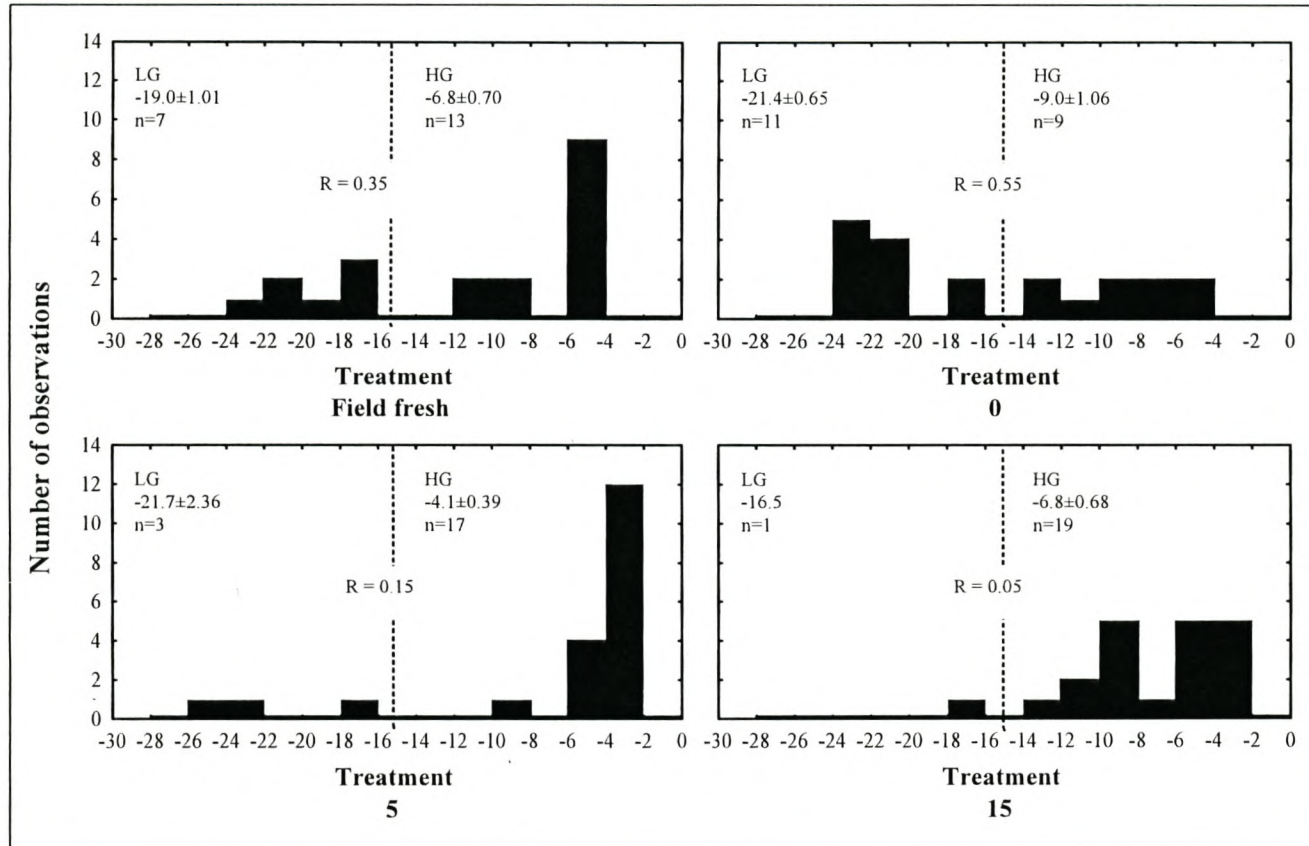 Number of observations
14
12
10
8
6
4
2
0
LG
-19.0±1.01
n=7
HG
-6.8±0.70
n=13
R = 0.35
-30 -28 -26 -24 -22 -20 -18 -16 -14 -12 -10 -8 -6 -4 -2 0
Treatment
Field fresh
LG
-21.4±0.65
n=11
HG
-9.0±1.06
n=9
R = 0.55
-30 -28 -26 -24 -22 -20 -18 -16 -14 -12 -10 -8 -6 -4 -2 0
Treatment
0
14
12
10
8
6
4
2
0
LG
-21.7±2.36
n=3
HG
-4.1±0.39
n=17
R = 0.15
-30 -28 -26 -24 -22 -20 -18 -16 -14 -12 -10 -8 -6 -4 -2 0
Treatment
5
LG
-16.5
n=1
HG
-6.8±0.68
n=19
R = 0.05
-30 -28 -26 -24 -22 -20 -18 -16 -14 -12 -10 -8 -6 -4 -2 0
Treatment
15